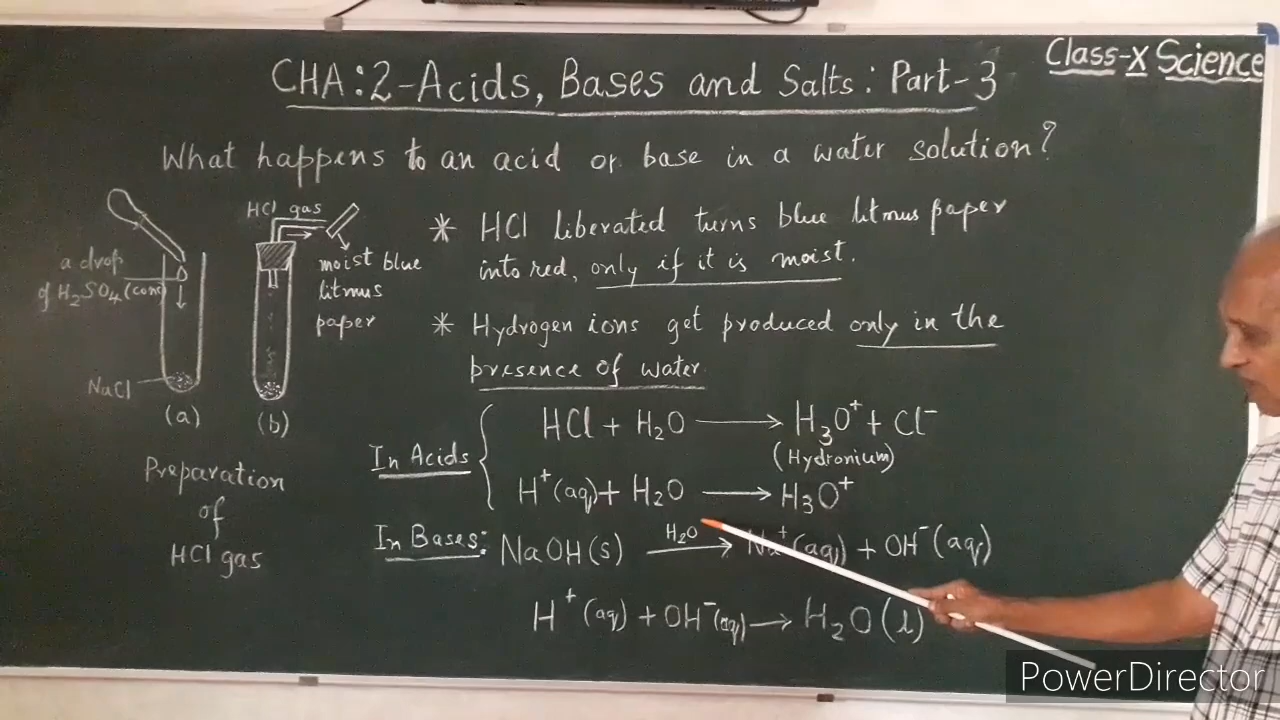 Class-X Science
CHA:2-Acids, Bases and Salts: Part-3
What happens to an acid or base in a water solution?
a drop
of H₂SO₄ (conc)
NaCl
(a)
HCl gas
moist blue
litmus
paper
(b)
Preparation
of
HCl gas
* HCl liberated turns blue litmus paper
into red, only if it is moist.
* Hydrogen ions get produced only in the
presence of water
In Acids
HCl + H₂O → H₃O⁺ + Cl⁻
(Hydronium)
H⁺(aq) + H₂O → H₃O⁺
In Bases: NaOH(s) H₂O → Na⁺(aq) + OH⁻(aq)
H⁺(aq) + OH⁻(aq) → H₂O(l)
PowerDirector